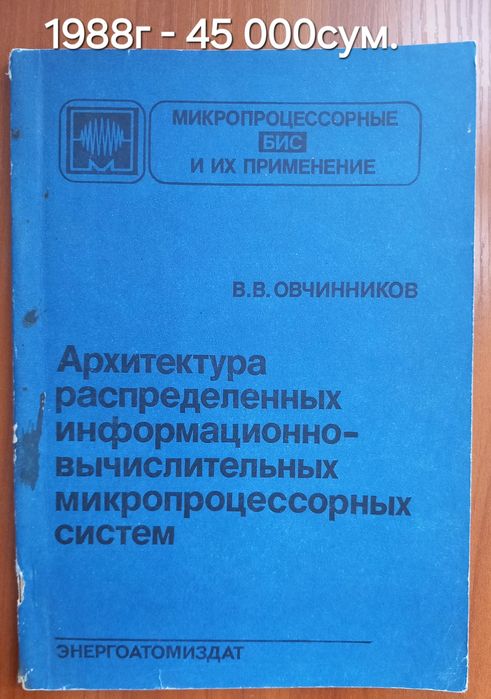 1988г - 45 000сум.
МИКРОПРОЦЕССОРНЫЕ
БИС
И ИХ ПРИМЕНЕНИЕ
В.В. ОВЧИННИКОВ
Архитектура
распределенных
информационно-
вычислительных
микропроцессорных
систем
ЭНЕРГОАТОМИЗДАТ